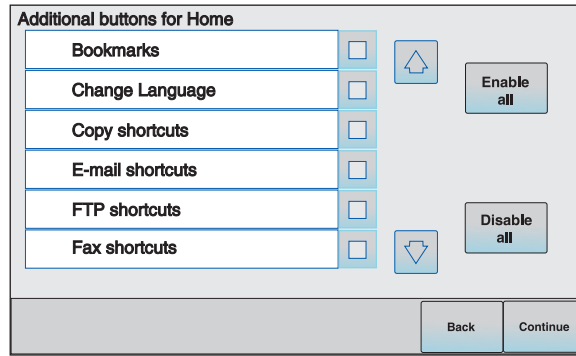 Additional buttons for Home
Bookmarks
Change Language
Copy shortcuts
E-mail shortcuts
FTP shortcuts
Fax shortcuts
Enable
all
Disable
all
Back
Continue